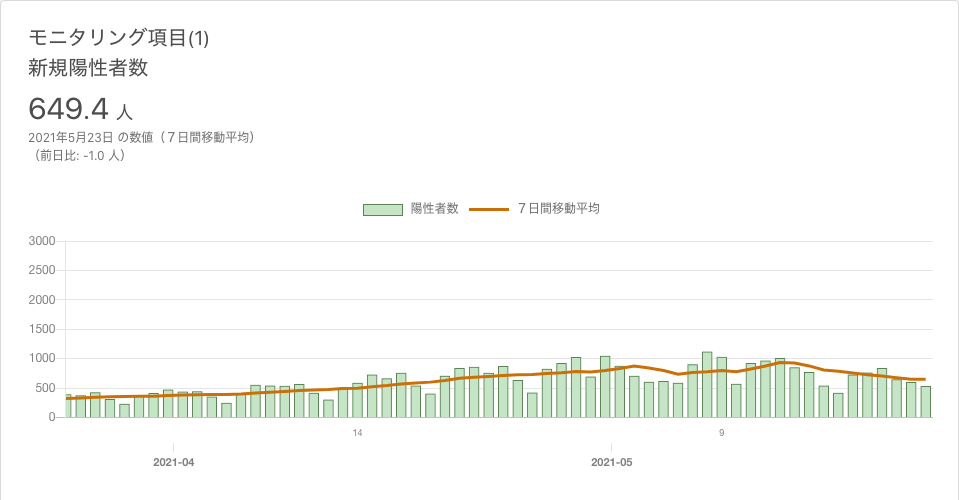 モニタリング項目(1)
新規陽性者数
649.4 人
2021年5月23日 の数値（７日間移動平均）
（前日比: -1.0 人）
陽性者数 ７日間移動平均
3000
2500
2000
1500
1000
500
0
14 9
2021-04 2021-05